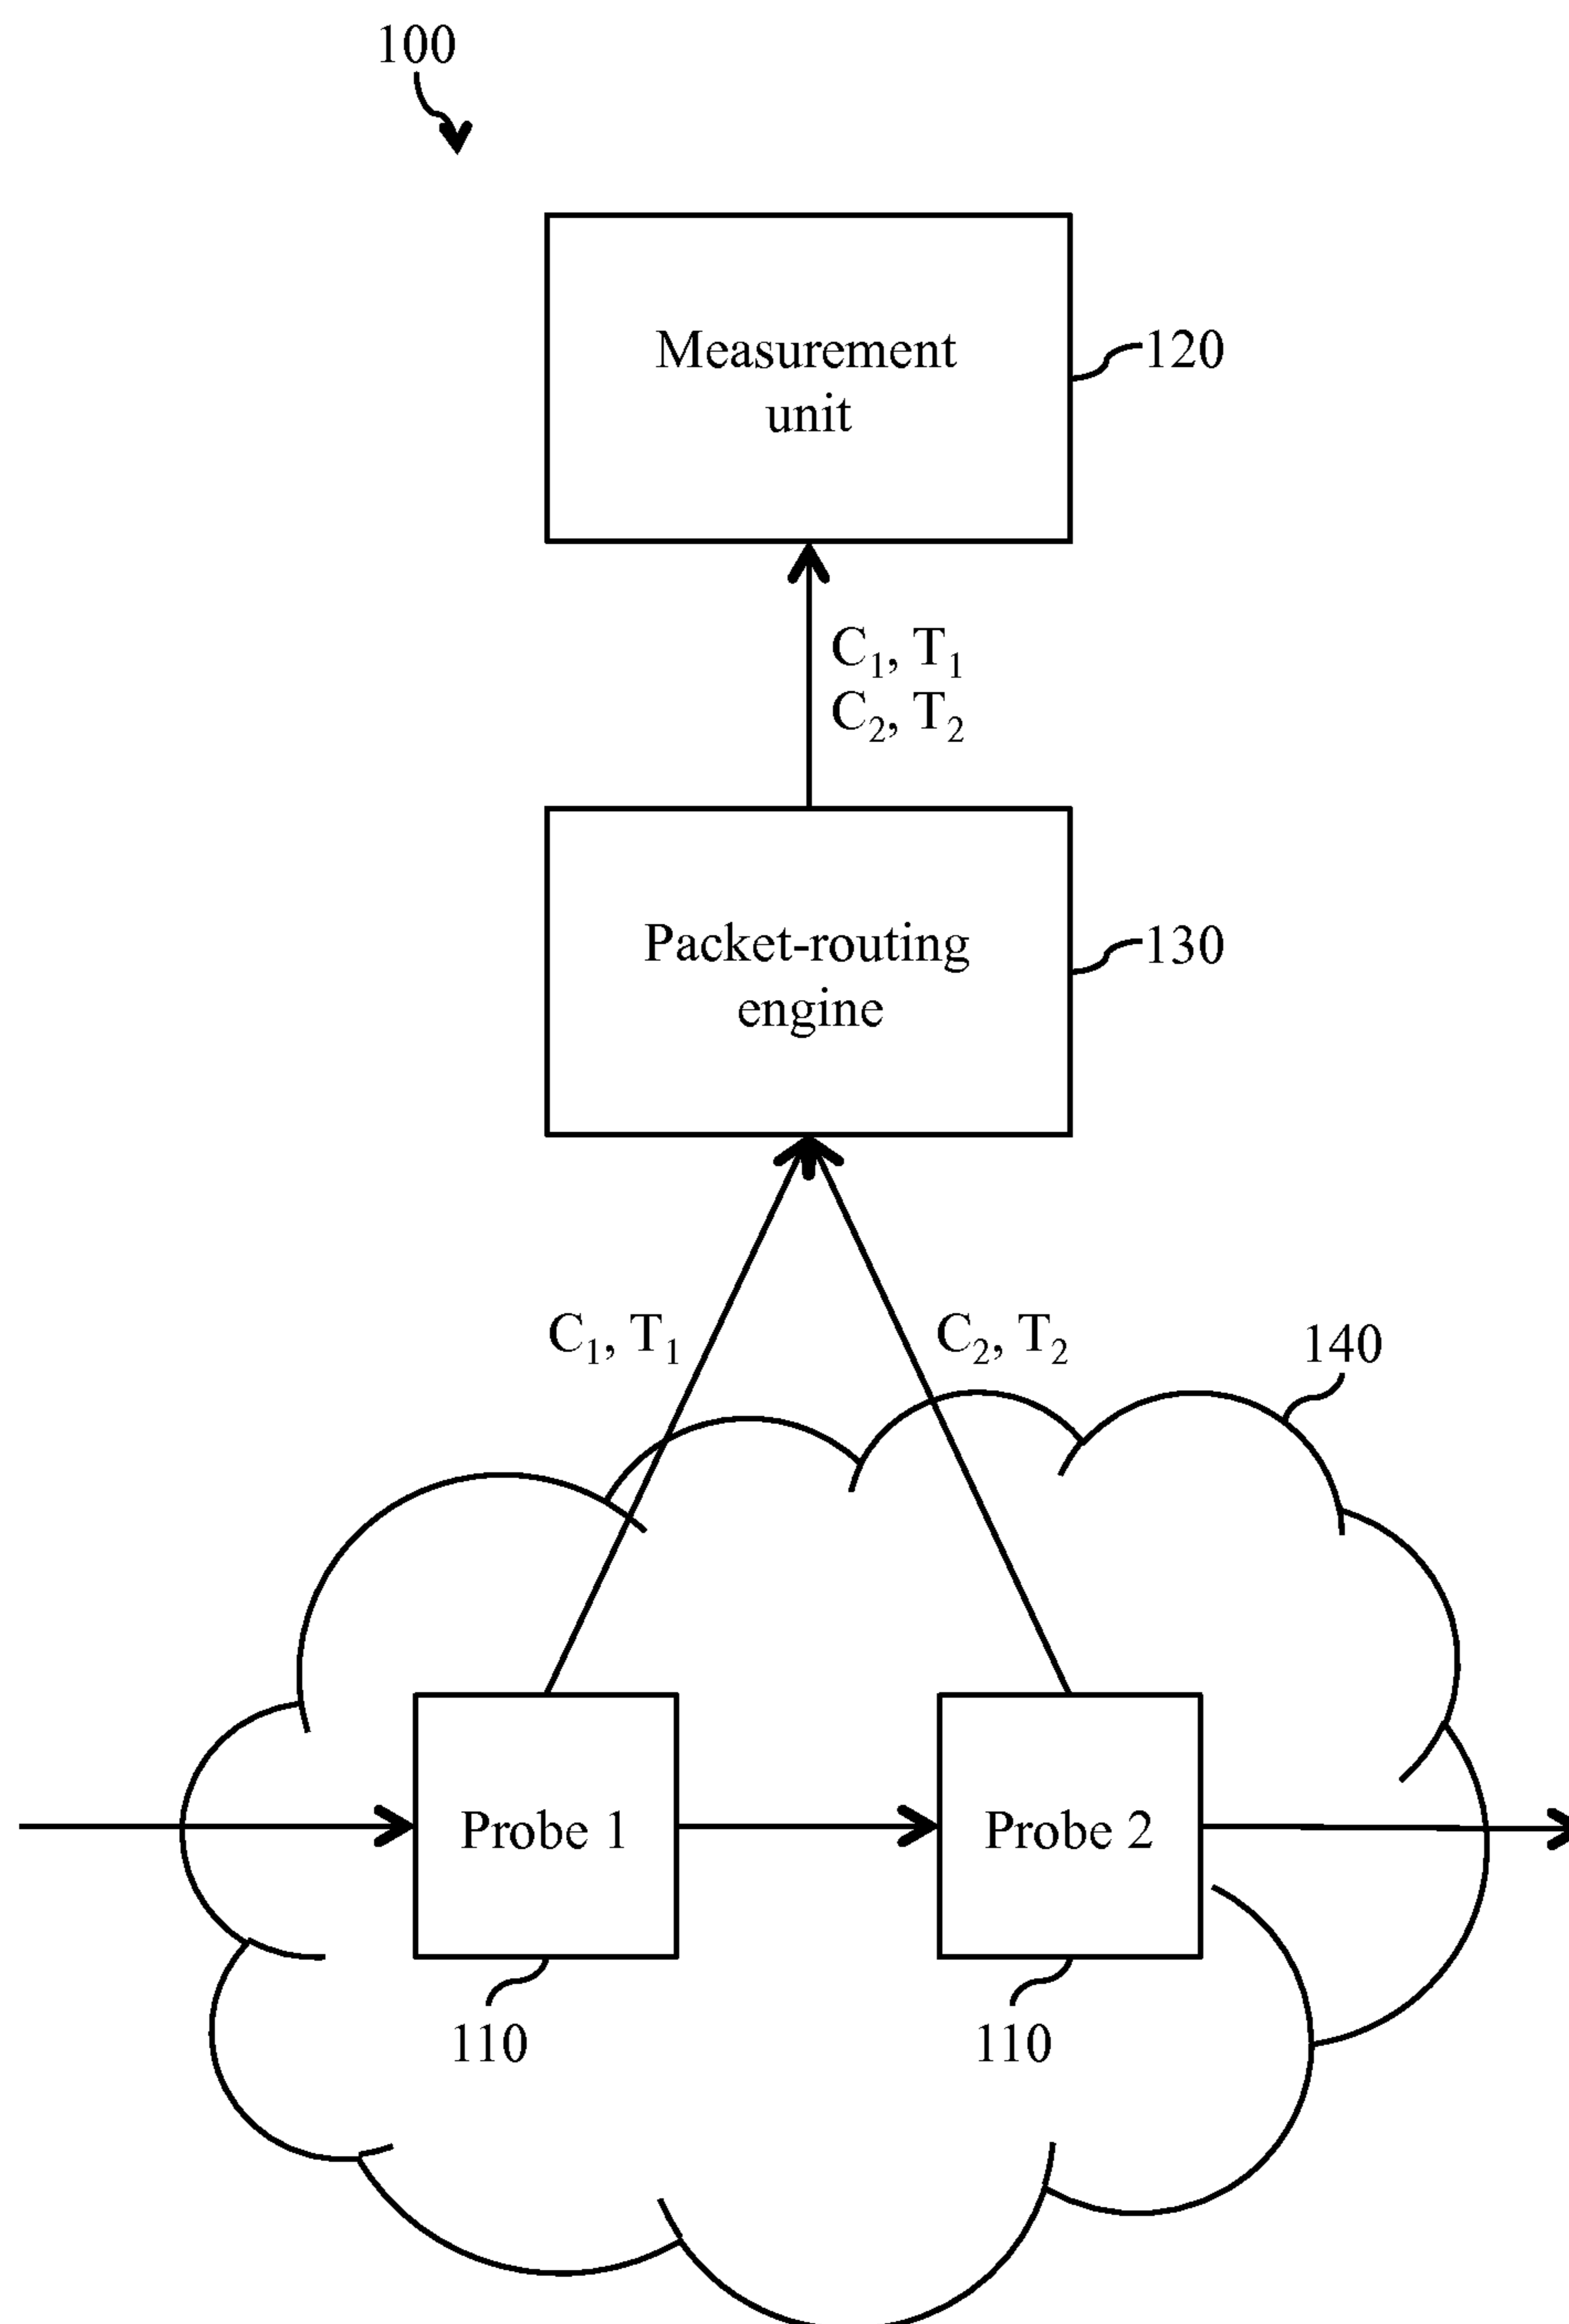 100
Measurement
unit
120
C₁, T₁
C₂, T₂
Packet-routing
engine
130
C₁, T₁
C₂, T₂
140
Probe 1
Probe 2
110
110